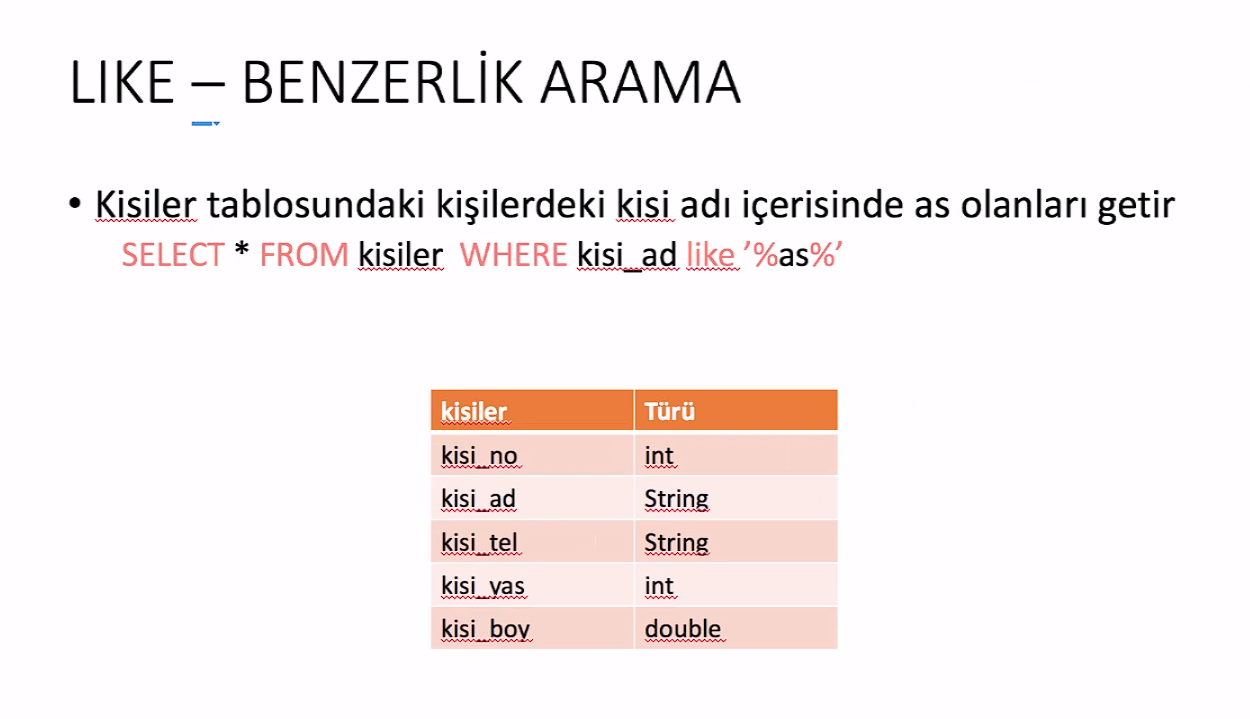 LIKE – BENZERLİK ARAMA
• Kisiler tablosundaki kişilerdeki kisi adı içerisinde as olanları getir
SELECT * FROM kisiler WHERE kisi_ad like ’%as%’
kisiler Türü
kisi_no int
kisi_ad String
kisi_tel String
kisi_yas int
kisi_boy double